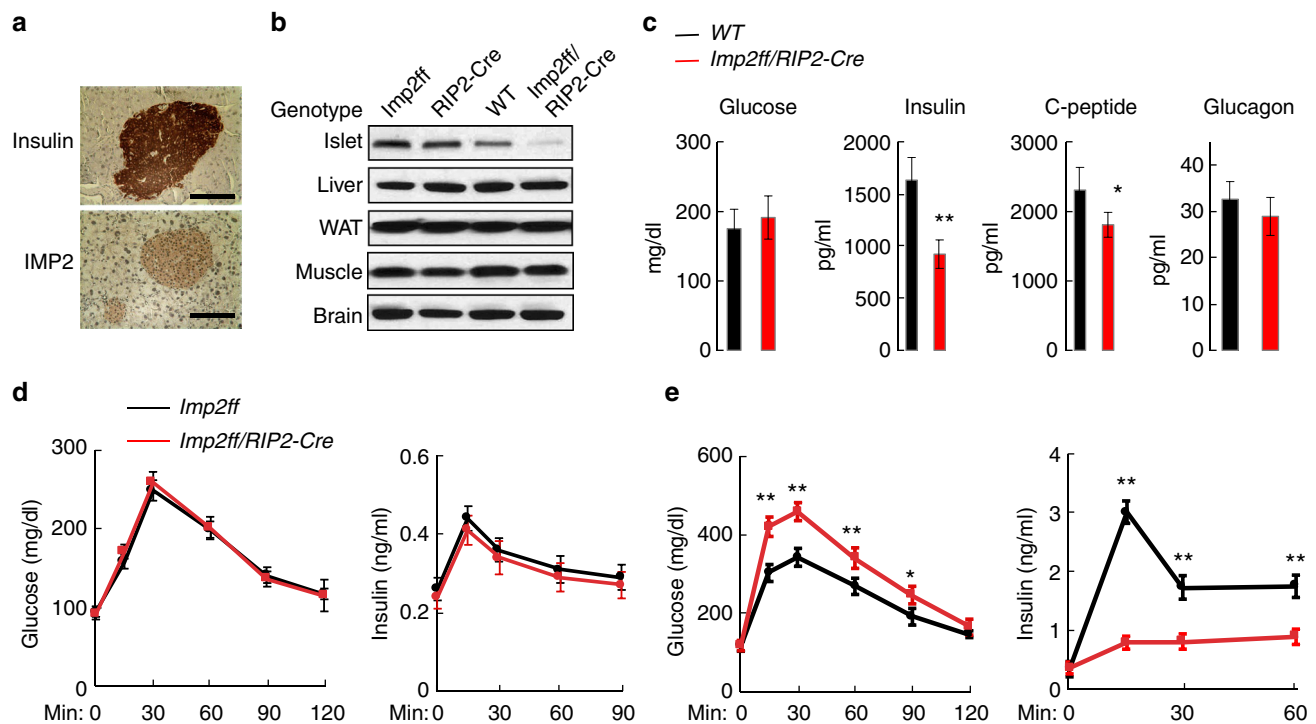 a
Insulin
IMP2
b
Genotype
Imp2ff
RIP2-Cre
WT
Imp2ff/
RIP2-Cre
Islet
Liver
WAT
Muscle
Brain
c
WT
Imp2ff/RIP2-Cre
Glucose
mg/dl
300
200
100
0
Insulin
pg/ml
2000
1500
1000
500
0
**
C-peptide
pg/ml
3000
2000
1000
0
*
Glucagon
pg/ml
40
30
20
10
0
d
Imp2ff
Imp2ff/RIP2-Cre
Glucose (mg/dl)
300
200
100
0
Min: 0 30 60 90 120
Insulin (ng/ml)
0.6
0.4
0.2
0
Min: 0 30 60 90
e
Glucose (mg/dl)
600
400
200
0
** ** ** *
Min: 0 30 60 90 120
Insulin (ng/ml)
4
3
2
1
0
** ** **
Min: 0 30 60